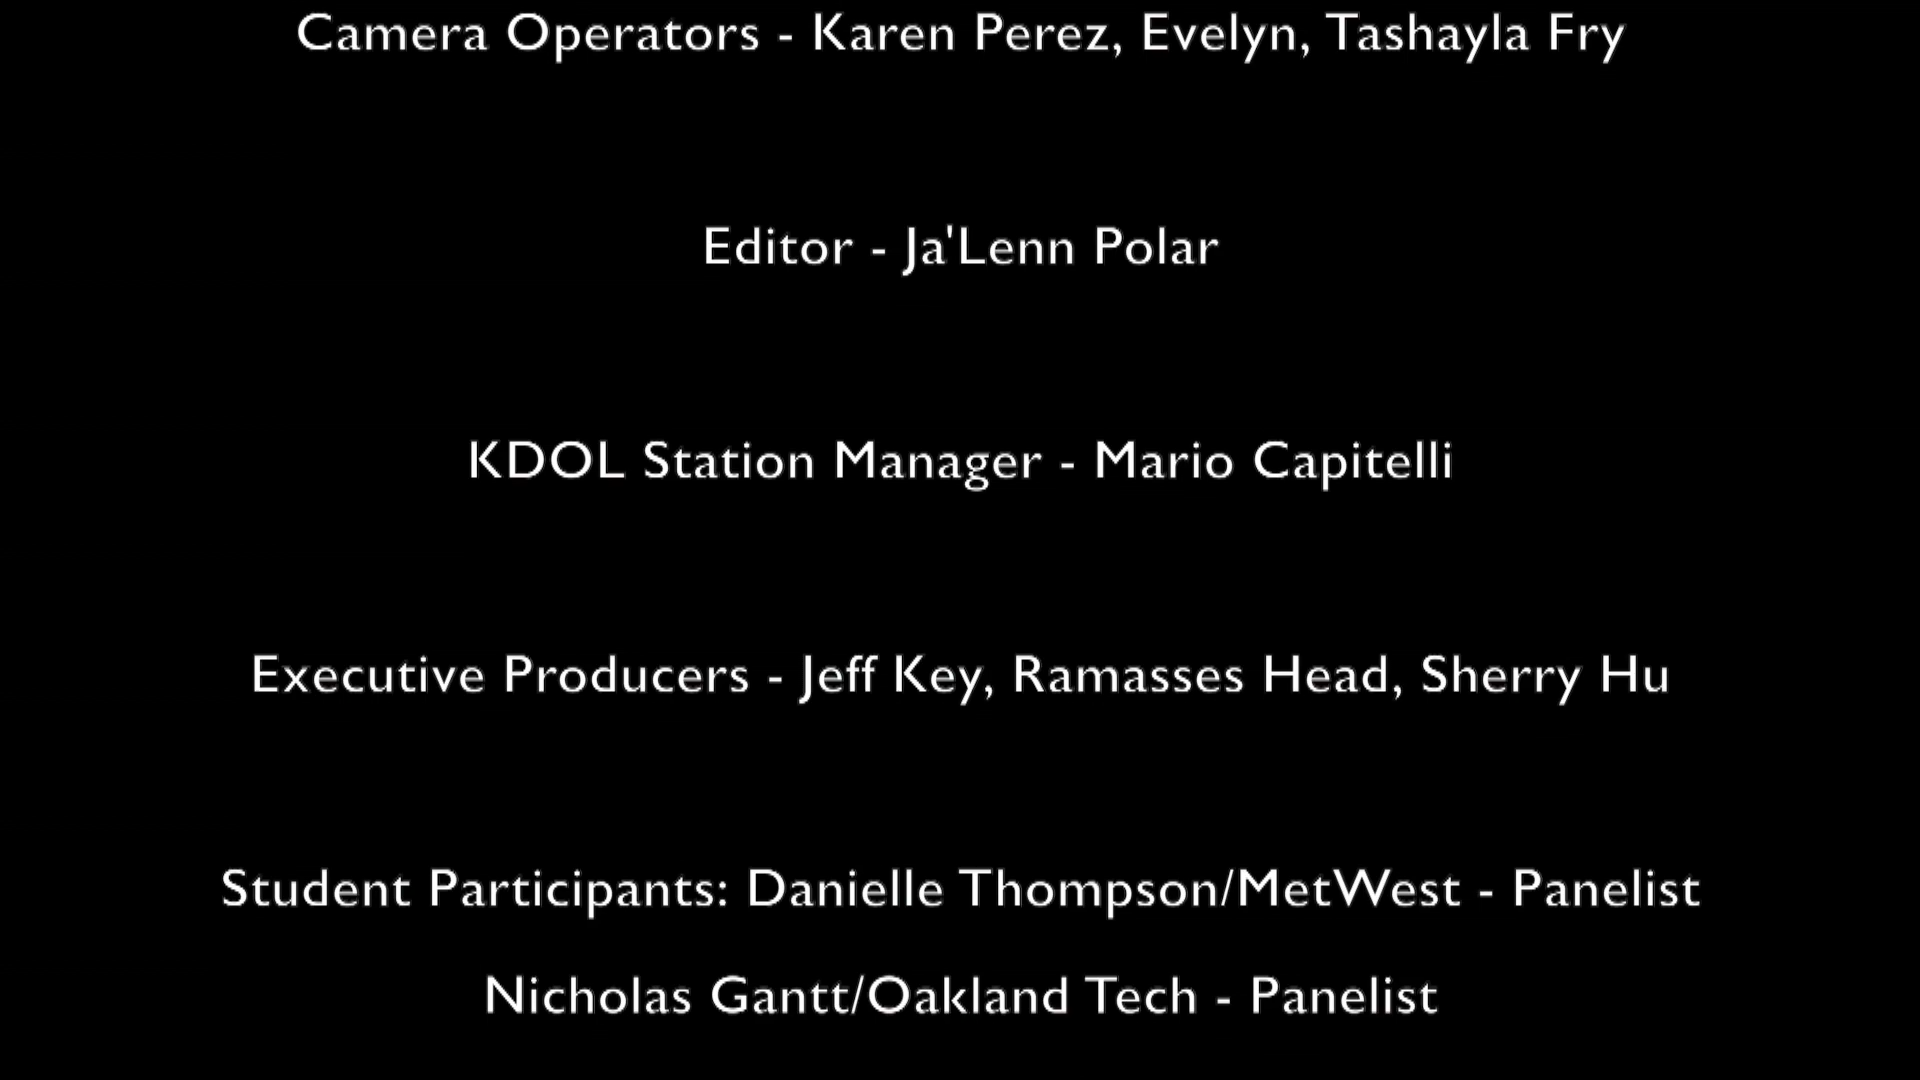 Camera Operators - Karen Perez, Evelyn, Tashayla Fry
Editor - Ja'Lenn Polar
KDOL Station Manager - Mario Capitelli
Executive Producers - Jeff Key, Ramasses Head, Sherry Hu
Student Participants: Danielle Thompson/MetWest - Panelist
Nicholas Gantt/Oakland Tech - Panelist